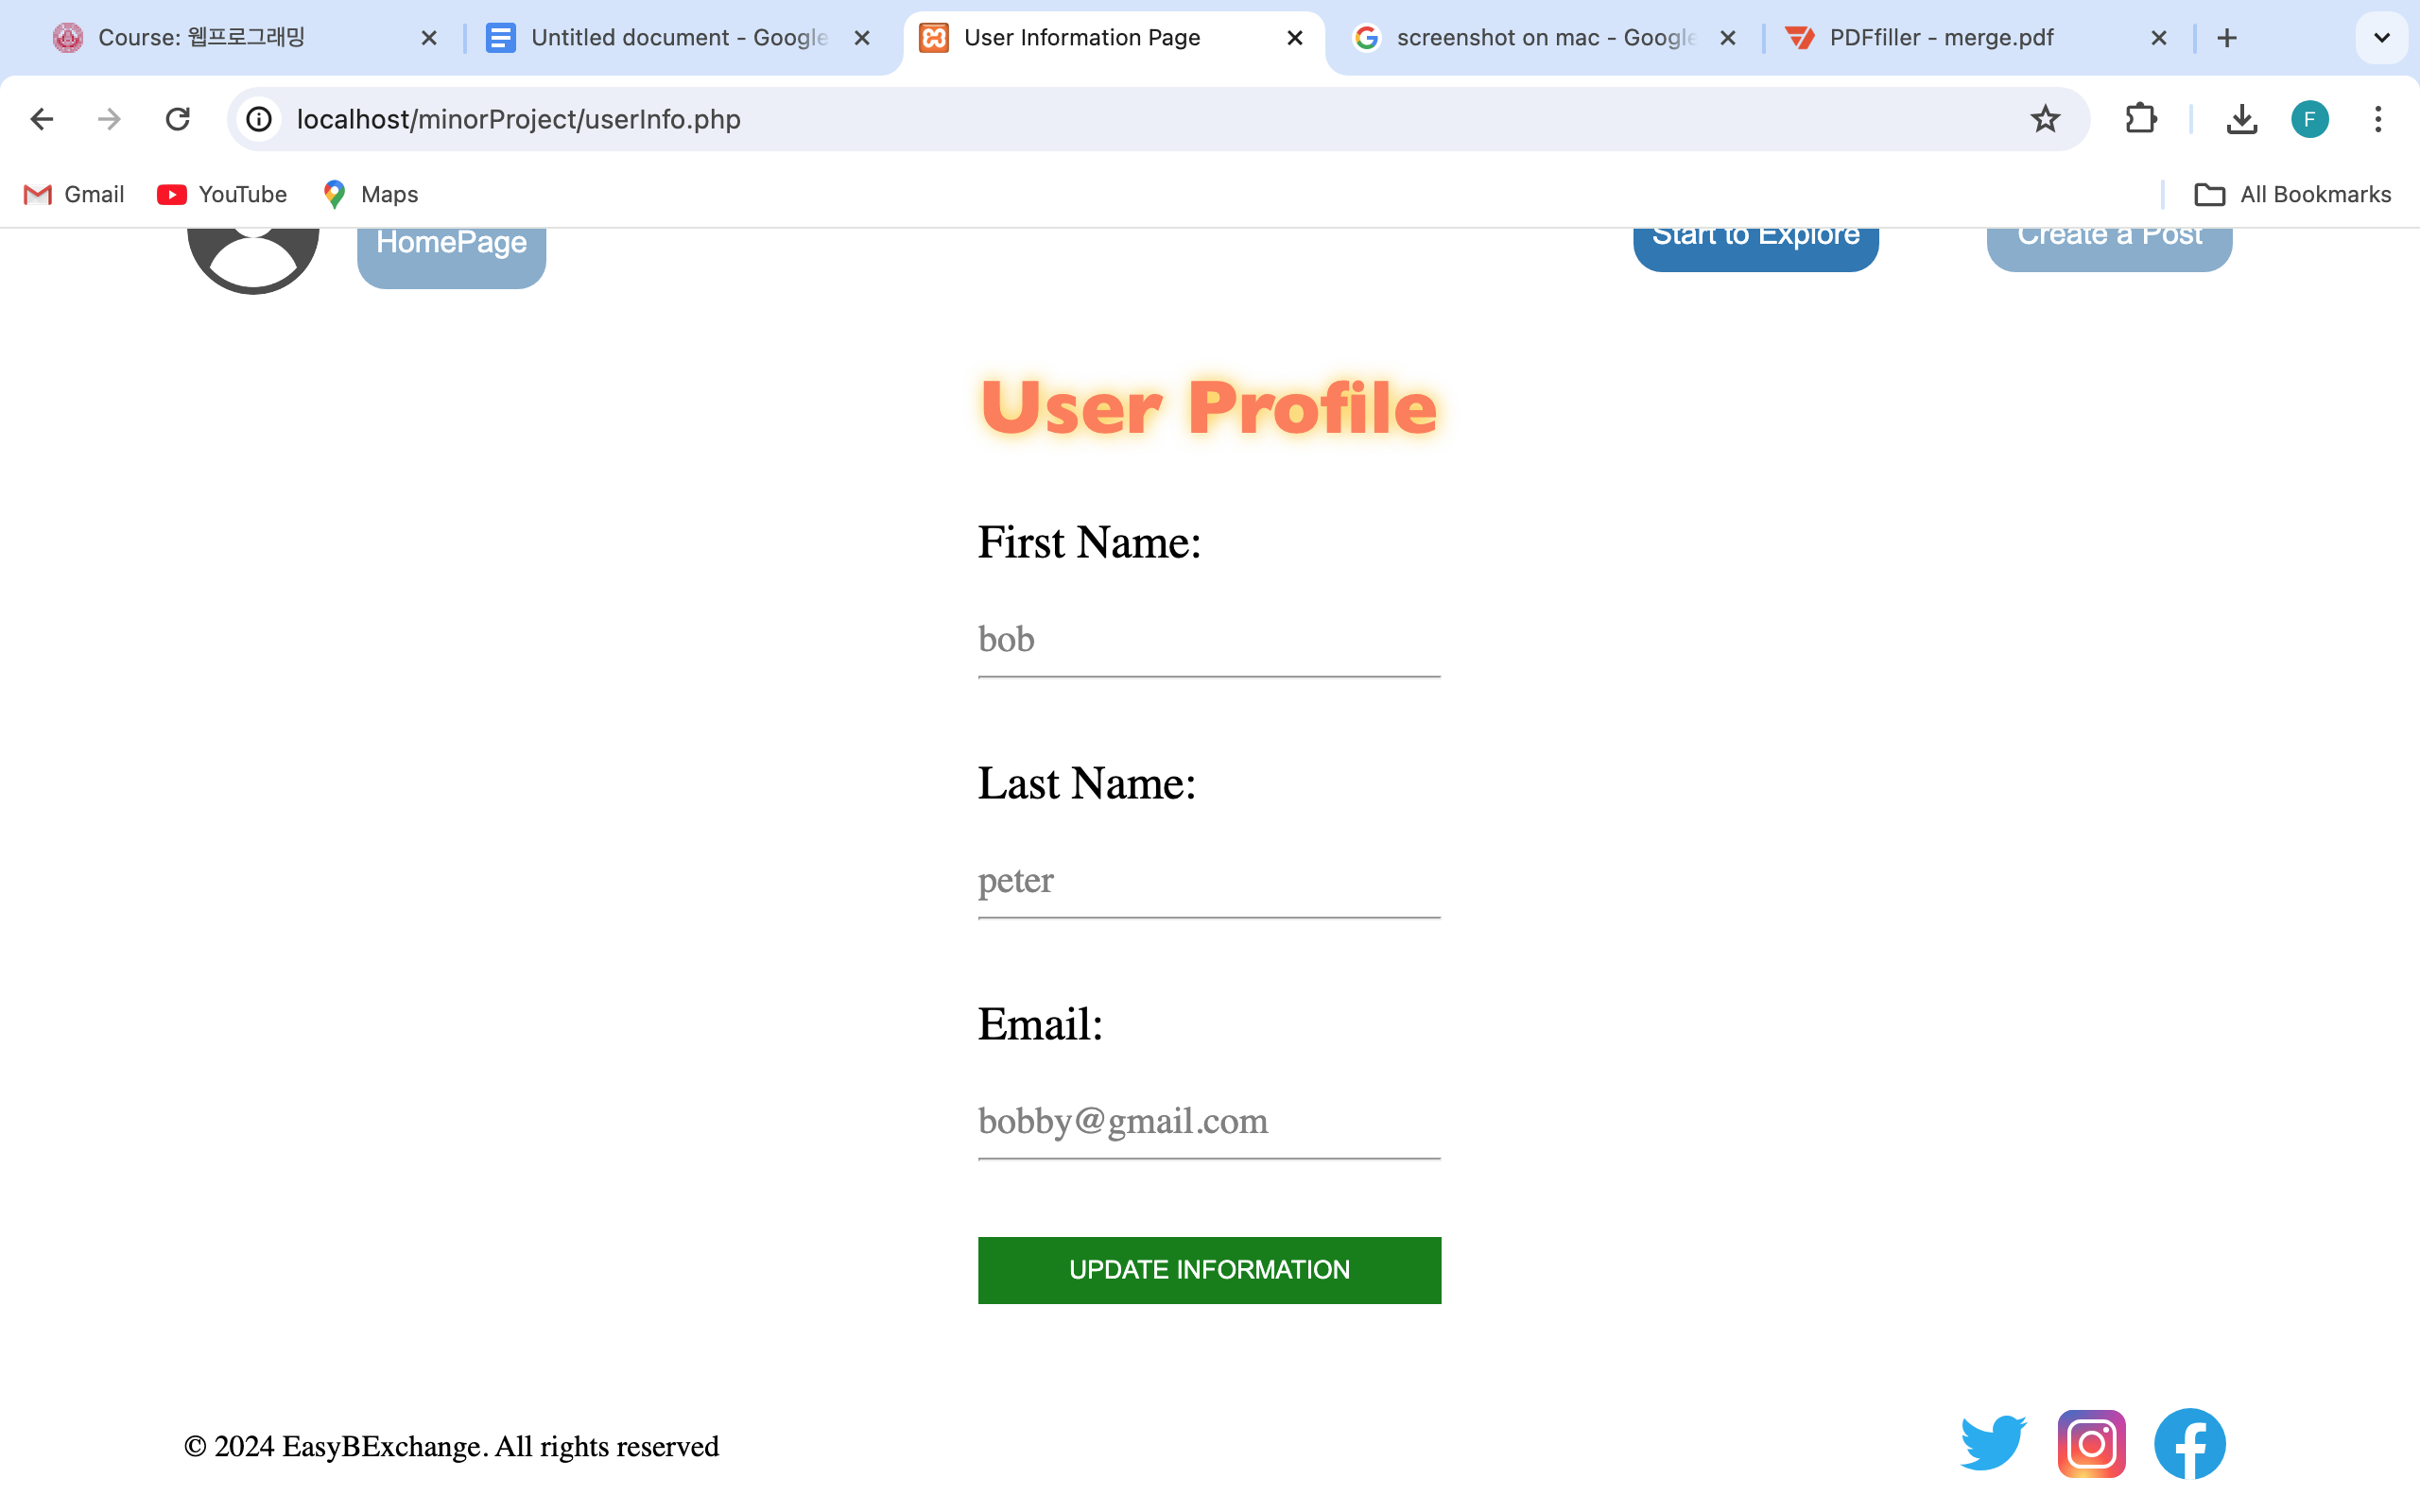 Course: 웹프로그래밍
Untitled document - Google
User Information Page
screenshot on mac - Google
PDFfiller - merge.pdf
localhost/minorProject/userInfo.php
F
Gmail
YouTube
Maps
All Bookmarks
HomePage
Start to Explore
Create a Post
User Profile
First Name:
bob
Last Name:
peter
Email:
bobby@gmail.com
UPDATE INFORMATION
© 2024 EasyBExchange. All rights reserved